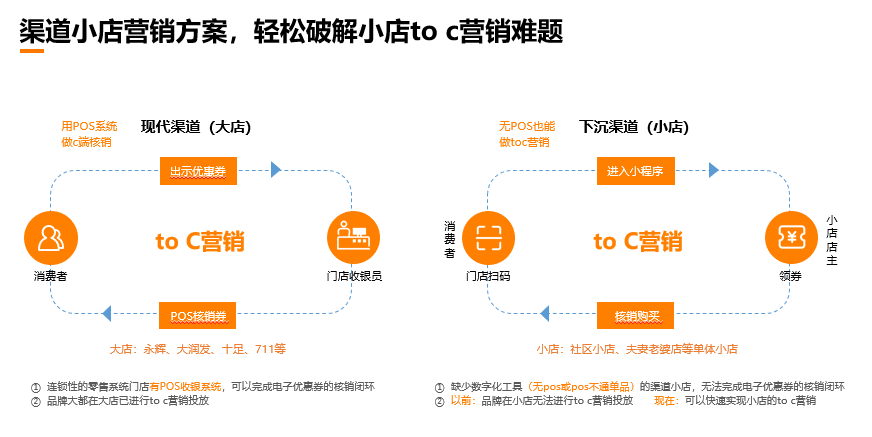 渠道小店营销方案，轻松破解小店to c营销难题
用POS系统
做c端核销
现代渠道（大店）
出示优惠券
to C营销
消费者
门店收银员
POS核销券
大店：永辉、大润发、十足、711等
① 连锁性的零售系统门店有POS收银系统，可以完成电子优惠券的核销闭环
② 品牌大都在大店已进行to c营销投放
无POS也能
做toc营销
下沉渠道（小店）
进入小程序
消费者
to C营销
小店店主
门店扫码
领券
核销购买
小店：社区小店、夫妻老婆店等单体小店
① 缺少数字化工具（无pos或pos不通单品）的渠道小店，无法完成电子优惠券的核销闭环
② 以前：品牌在小店无法进行to c营销投放 现在：可以快速实现小店的to c营销